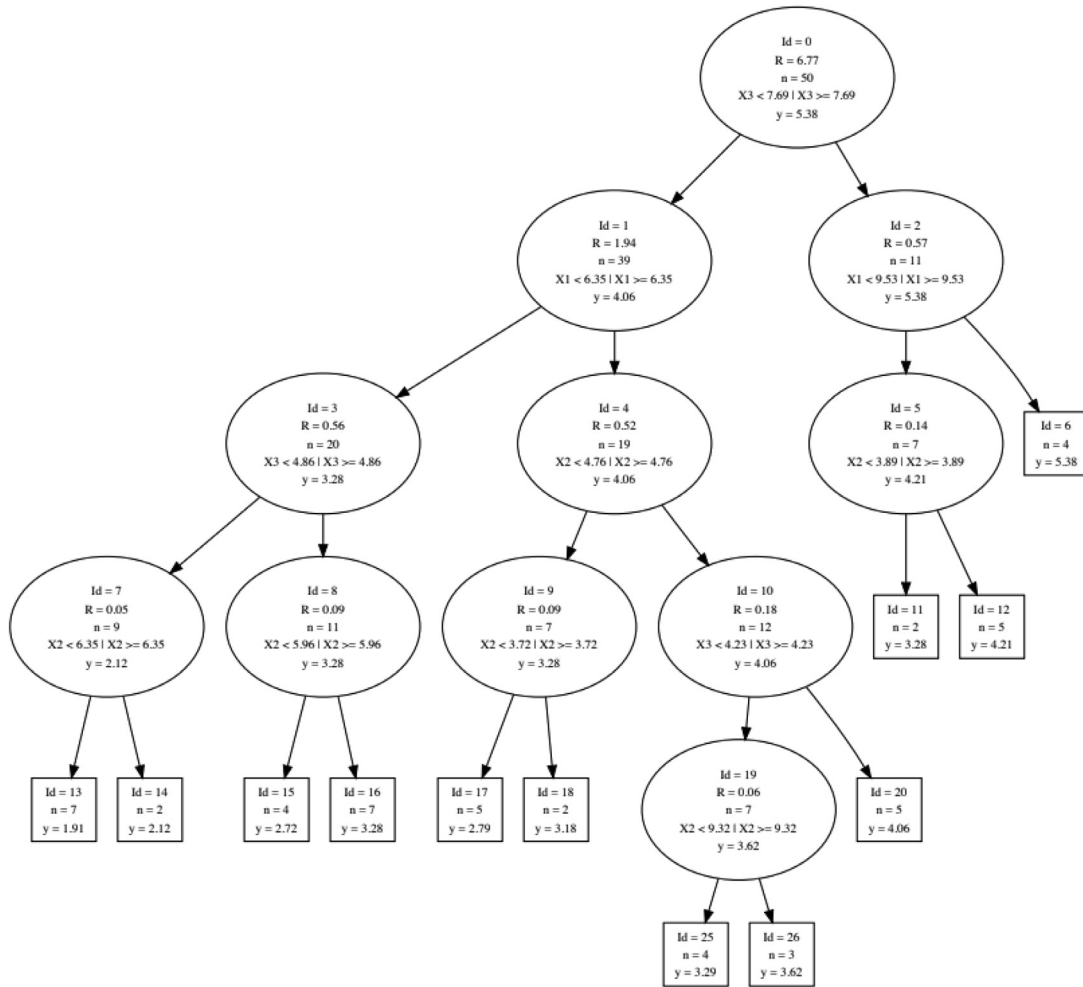 Id = 0
R = 6.77
n = 50
X3 < 7.69 | X3 >= 7.69
y = 5.38
Id = 1
R = 1.94
n = 39
X1 < 6.35 | X1 >= 6.35
y = 4.06
Id = 2
R = 0.57
n = 11
X1 < 9.53 | X1 >= 9.53
y = 5.38
Id = 3
R = 0.56
n = 20
X3 < 4.86 | X3 >= 4.86
y = 3.28
Id = 4
R = 0.52
n = 19
X2 < 4.76 | X2 >= 4.76
y = 4.06
Id = 5
R = 0.14
n = 7
X2 < 3.89 | X2 >= 3.89
y = 4.21
Id = 6
n = 4
y = 5.38
Id = 7
R = 0.05
n = 9
X2 < 6.35 | X2 >= 6.35
y = 2.12
Id = 8
R = 0.09
n = 11
X2 < 5.96 | X2 >= 5.96
y = 3.28
Id = 9
R = 0.09
n = 7
X2 < 3.72 | X2 >= 3.72
y = 3.28
Id = 10
R = 0.18
n = 12
X3 < 4.23 | X3 >= 4.23
y = 4.06
Id = 11
n = 2
y = 3.28
Id = 12
n = 5
y = 4.21
Id = 13
n = 7
y = 1.91
Id = 14
n = 2
y = 2.12
Id = 15
n = 4
y = 2.72
Id = 16
n = 7
y = 3.28
Id = 17
n = 5
y = 2.79
Id = 18
n = 2
y = 3.18
Id = 19
R = 0.06
n = 7
X2 < 9.32 | X2 >= 9.32
y = 3.62
Id = 20
n = 5
y = 4.06
Id = 25
n = 4
y = 3.29
Id = 26
n = 3
y = 3.62